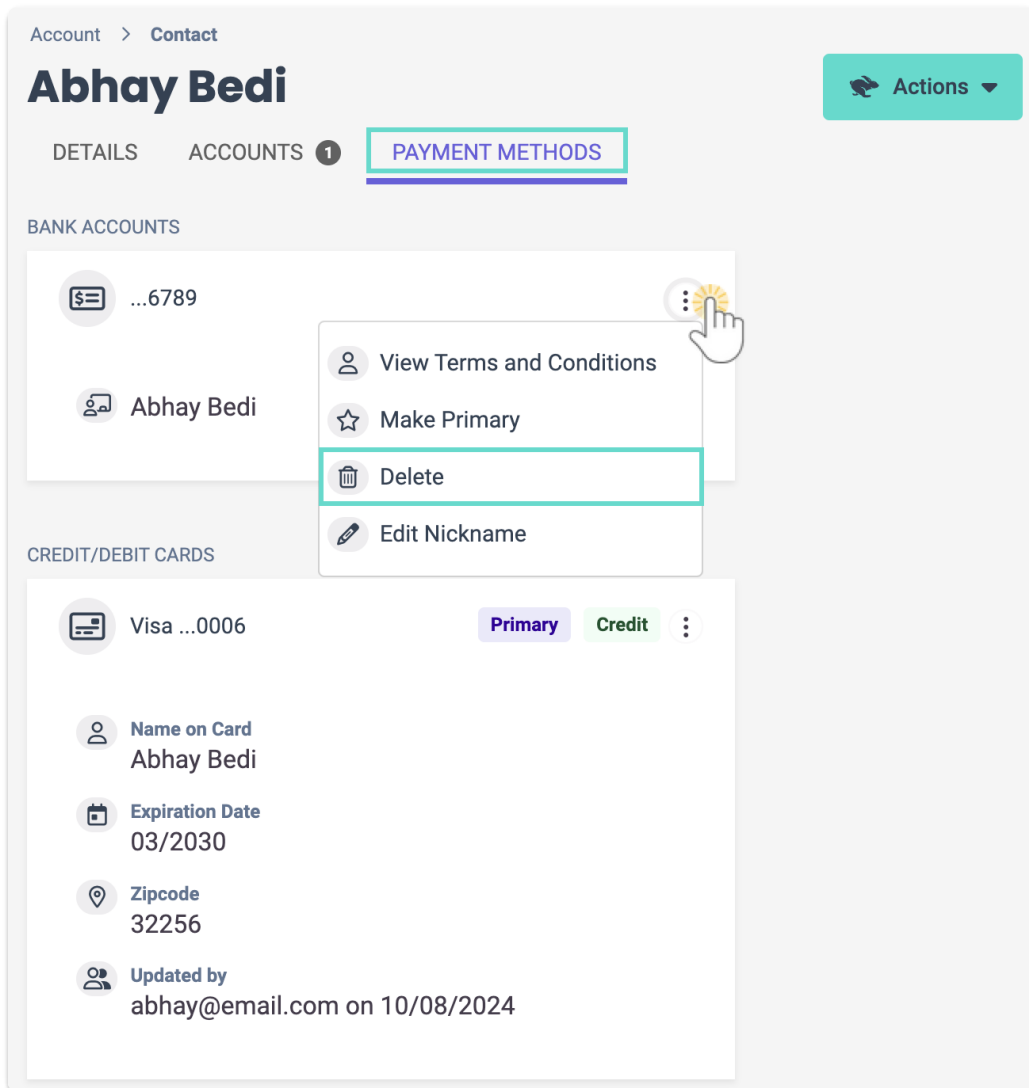 Account > Contact
Abhay Bedi
Actions
DETAILS ACCOUNTS 1 PAYMENT METHODS
BANK ACCOUNTS
...6789
View Terms and Conditions
Abhay Bedi
Make Primary
Delete
Edit Nickname
CREDIT/DEBIT CARDS
Visa ...0006 Primary Credit
Name on Card
Abhay Bedi
Expiration Date
03/2030
Zipcode
32256
Updated by
abhay@email.com on 10/08/2024